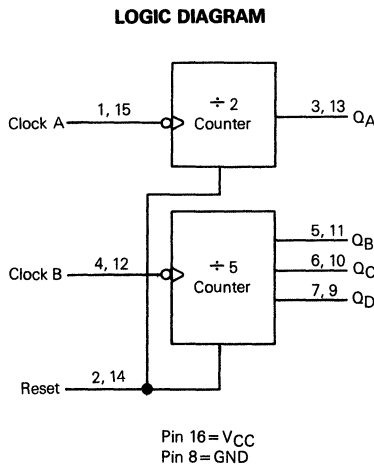 LOGIC DIAGRAM
Clock A
1, 15
÷ 2
Counter
3, 13
QA
Clock B
4, 12
÷ 5
Counter
5, 11
QB
6, 10
QC
7, 9
QD
Reset
2, 14
Pin 16=VCC
Pin 8=GND